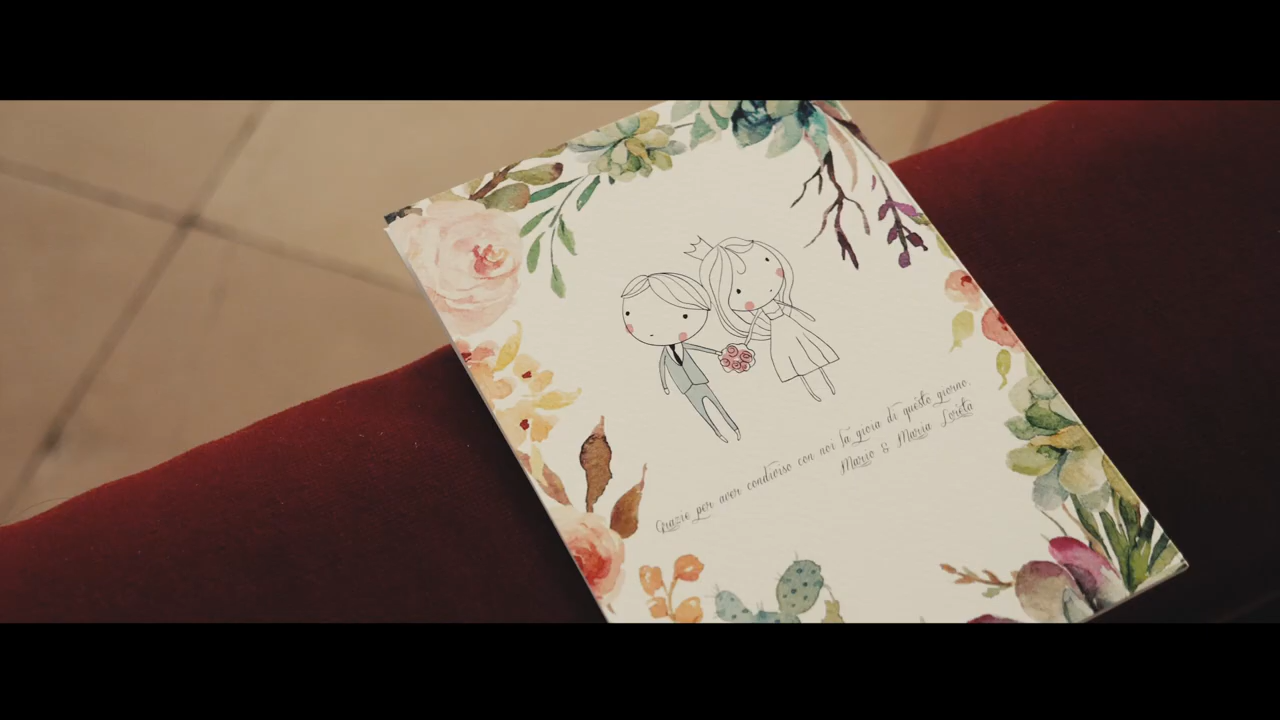 Grazie per aver condiviso con noi la gioia di questo giorno.
Mario & Maria Loreta